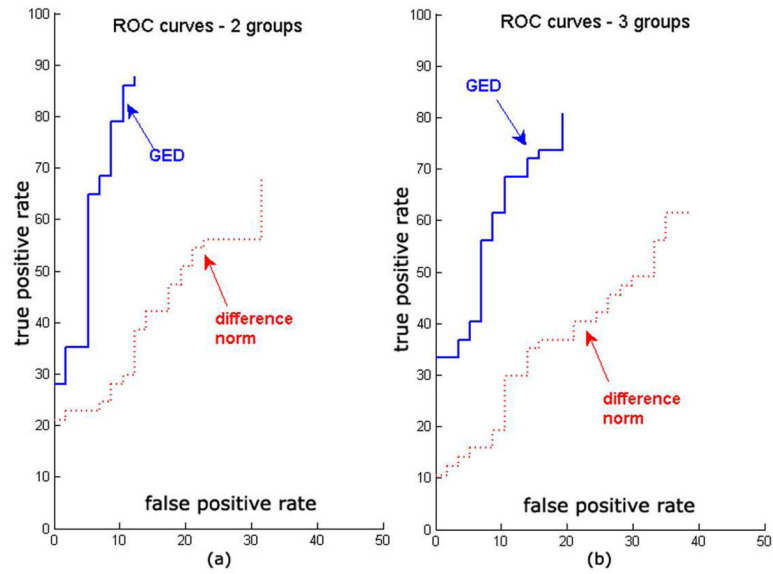 ROC curves - 2 groups
100
90
80
70
60
50
40
30
20
10
0
true positive rate
GED
difference
norm
false positive rate
0
10
20
30
40
50
(a)
ROC curves - 3 groups
100
90
80
70
60
50
40
30
20
10
0
true positive rate
GED
difference
norm
false positive rate
0
10
20
30
40
50
(b)